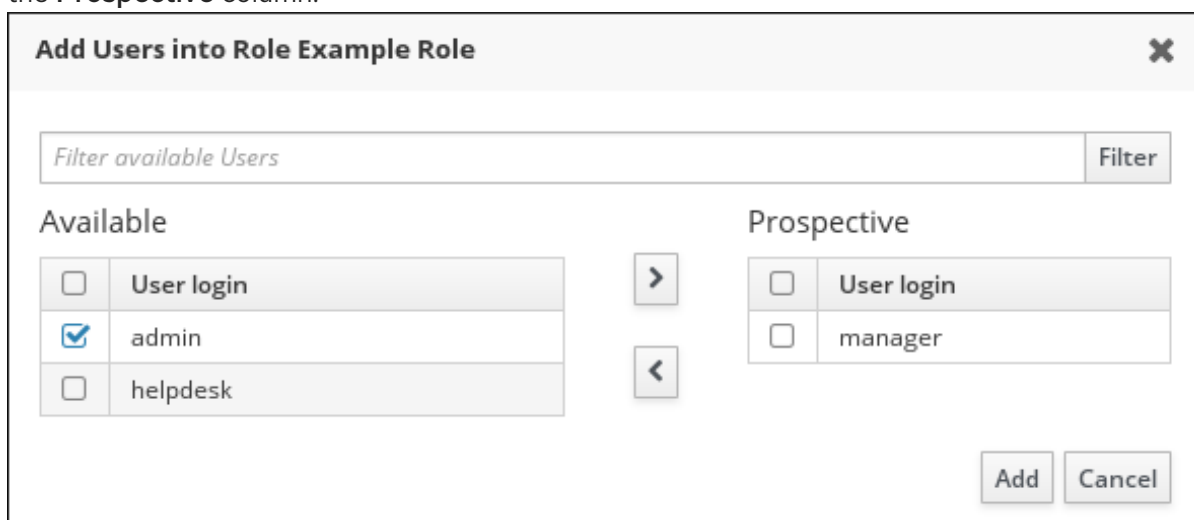 the Prospective column.
Add Users into Role Example Role
Filter available Users Filter
Available Prospective
User login User login
admin manager
helpdesk
Add Cancel